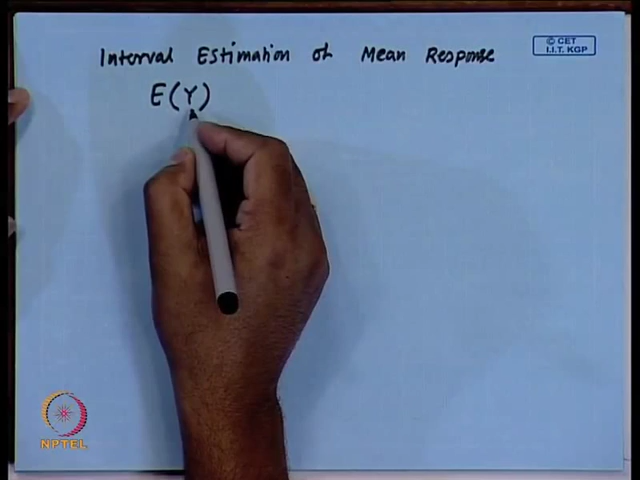 Interval Estimation of Mean Response
© CET
I.I.T. KGP
E(Y)
NPTEL